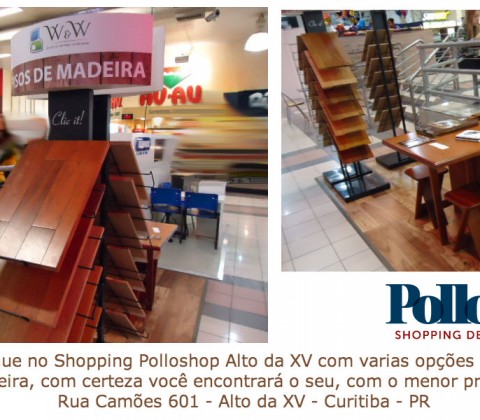 W&W
SOS DE MADEIRA
Clic it!
AU-AU
Pollo
SHOPPING DE
ue no Shopping Polloshop Alto da XV com varias opções
eira, com certeza você encontrará o seu, com o menor pr
Rua Camões 601 - Alto da XV - Curitiba - PR